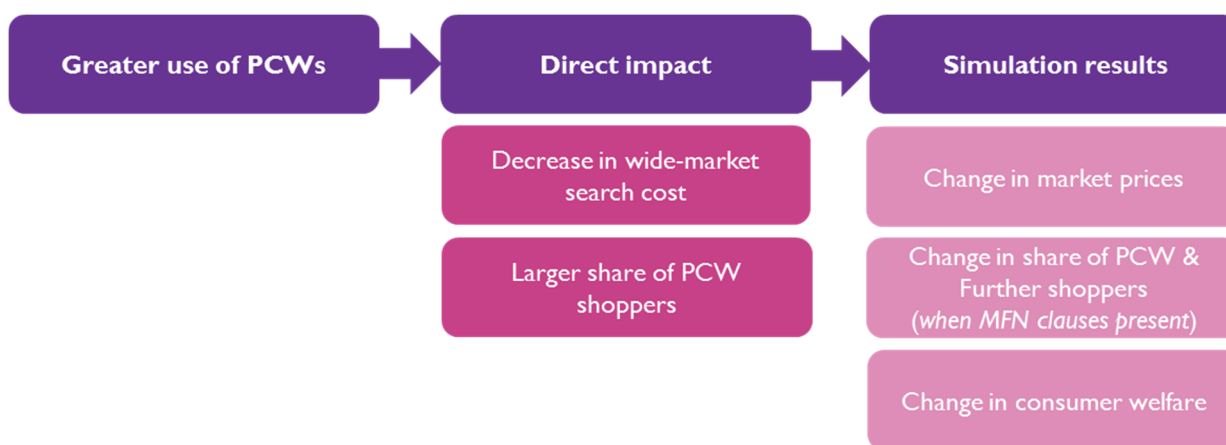 Greater use of PCWs
Direct impact
Simulation results
Decrease in wide-market
search cost
Change in market prices
Larger share of PCW
shoppers
Change in share of PCW &
Further shoppers
(when MFN clauses present)
Change in consumer welfare